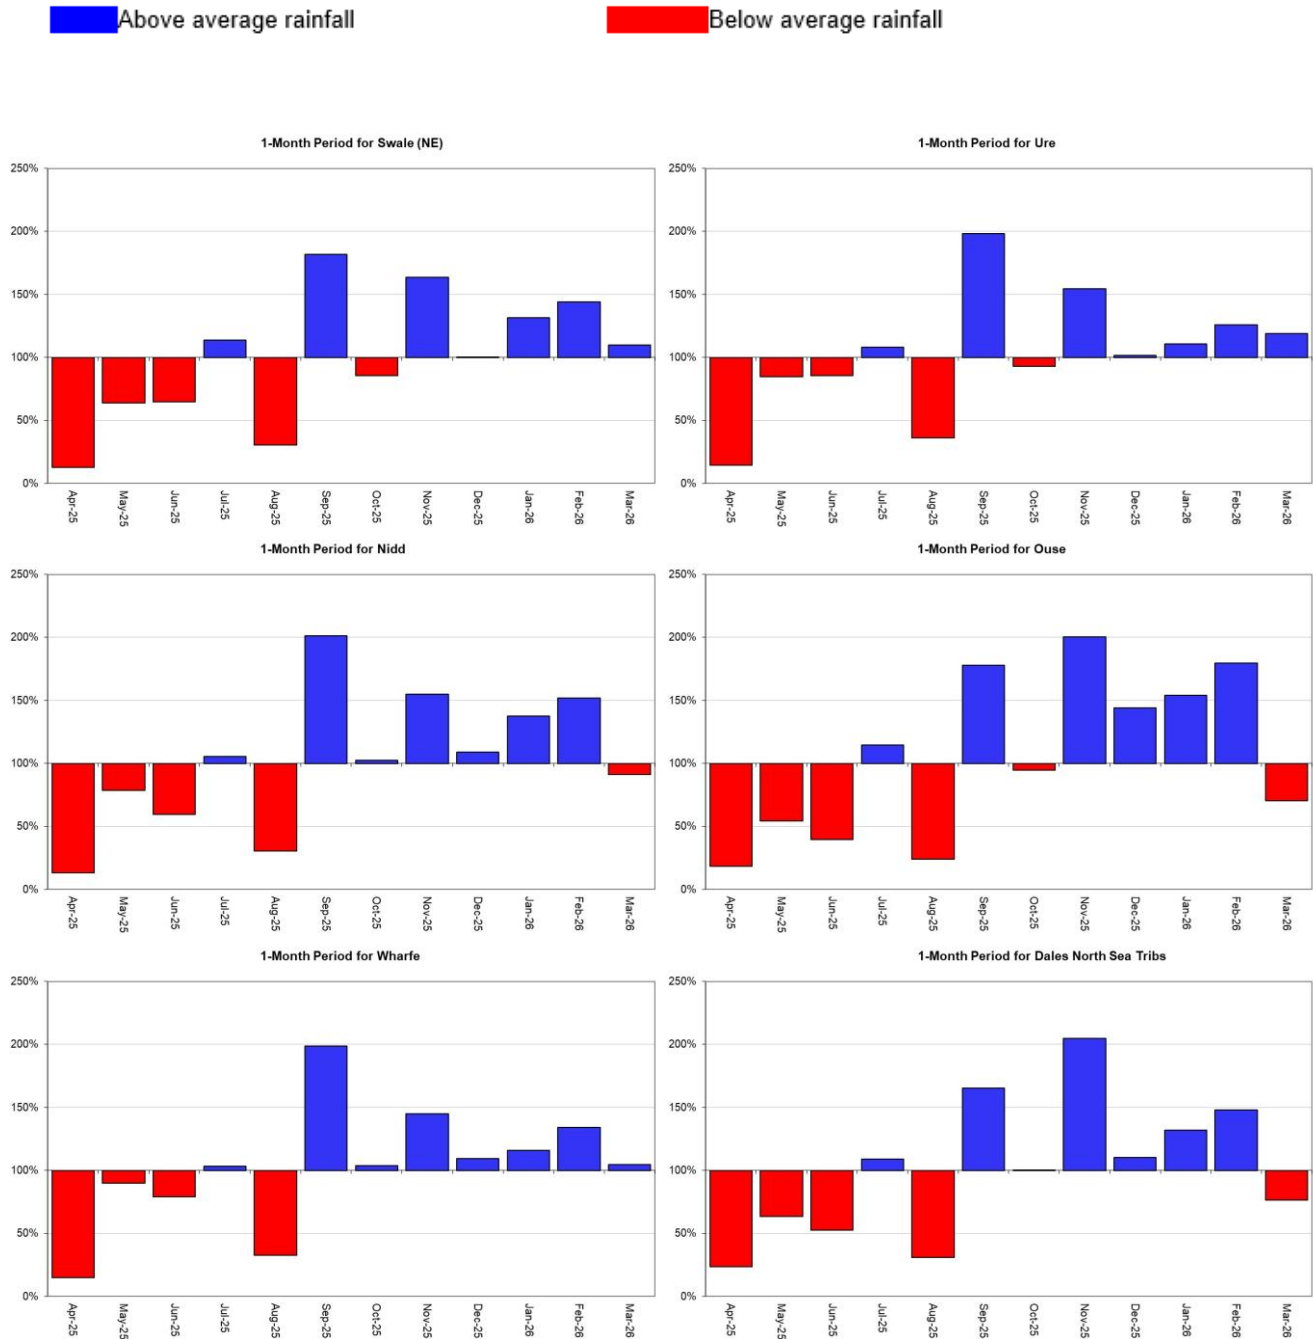 Above average rainfall Below average rainfall
1-Month Period for Swale (NE)
250%
200%
150%
100%
50%
0%
Apr-25 May-25 Jun-25 Jul-25 Aug-25 Sep-25 Oct-25 Nov-25 Dec-25 Jan-26 Feb-26 Mar-26
1-Month Period for Ure
250%
200%
150%
100%
50%
0%
Apr-25 May-25 Jun-25 Jul-25 Aug-25 Sep-25 Oct-25 Nov-25 Dec-25 Jan-26 Feb-26 Mar-26
1-Month Period for Nidd
250%
200%
150%
100%
50%
0%
Apr-25 May-25 Jun-25 Jul-25 Aug-25 Sep-25 Oct-25 Nov-25 Dec-25 Jan-26 Feb-26 Mar-26
1-Month Period for Ouse
250%
200%
150%
100%
50%
0%
Apr-25 May-25 Jun-25 Jul-25 Aug-25 Sep-25 Oct-25 Nov-25 Dec-25 Jan-26 Feb-26 Mar-26
1-Month Period for Wharfe
250%
200%
150%
100%
50%
0%
Apr-25 May-25 Jun-25 Jul-25 Aug-25 Sep-25 Oct-25 Nov-25 Dec-25 Jan-26 Feb-26 Mar-26
1-Month Period for Dales North Sea Tribs
250%
200%
150%
100%
50%
0%
Apr-25 May-25 Jun-25 Jul-25 Aug-25 Sep-25 Oct-25 Nov-25 Dec-25 Jan-26 Feb-26 Mar-26